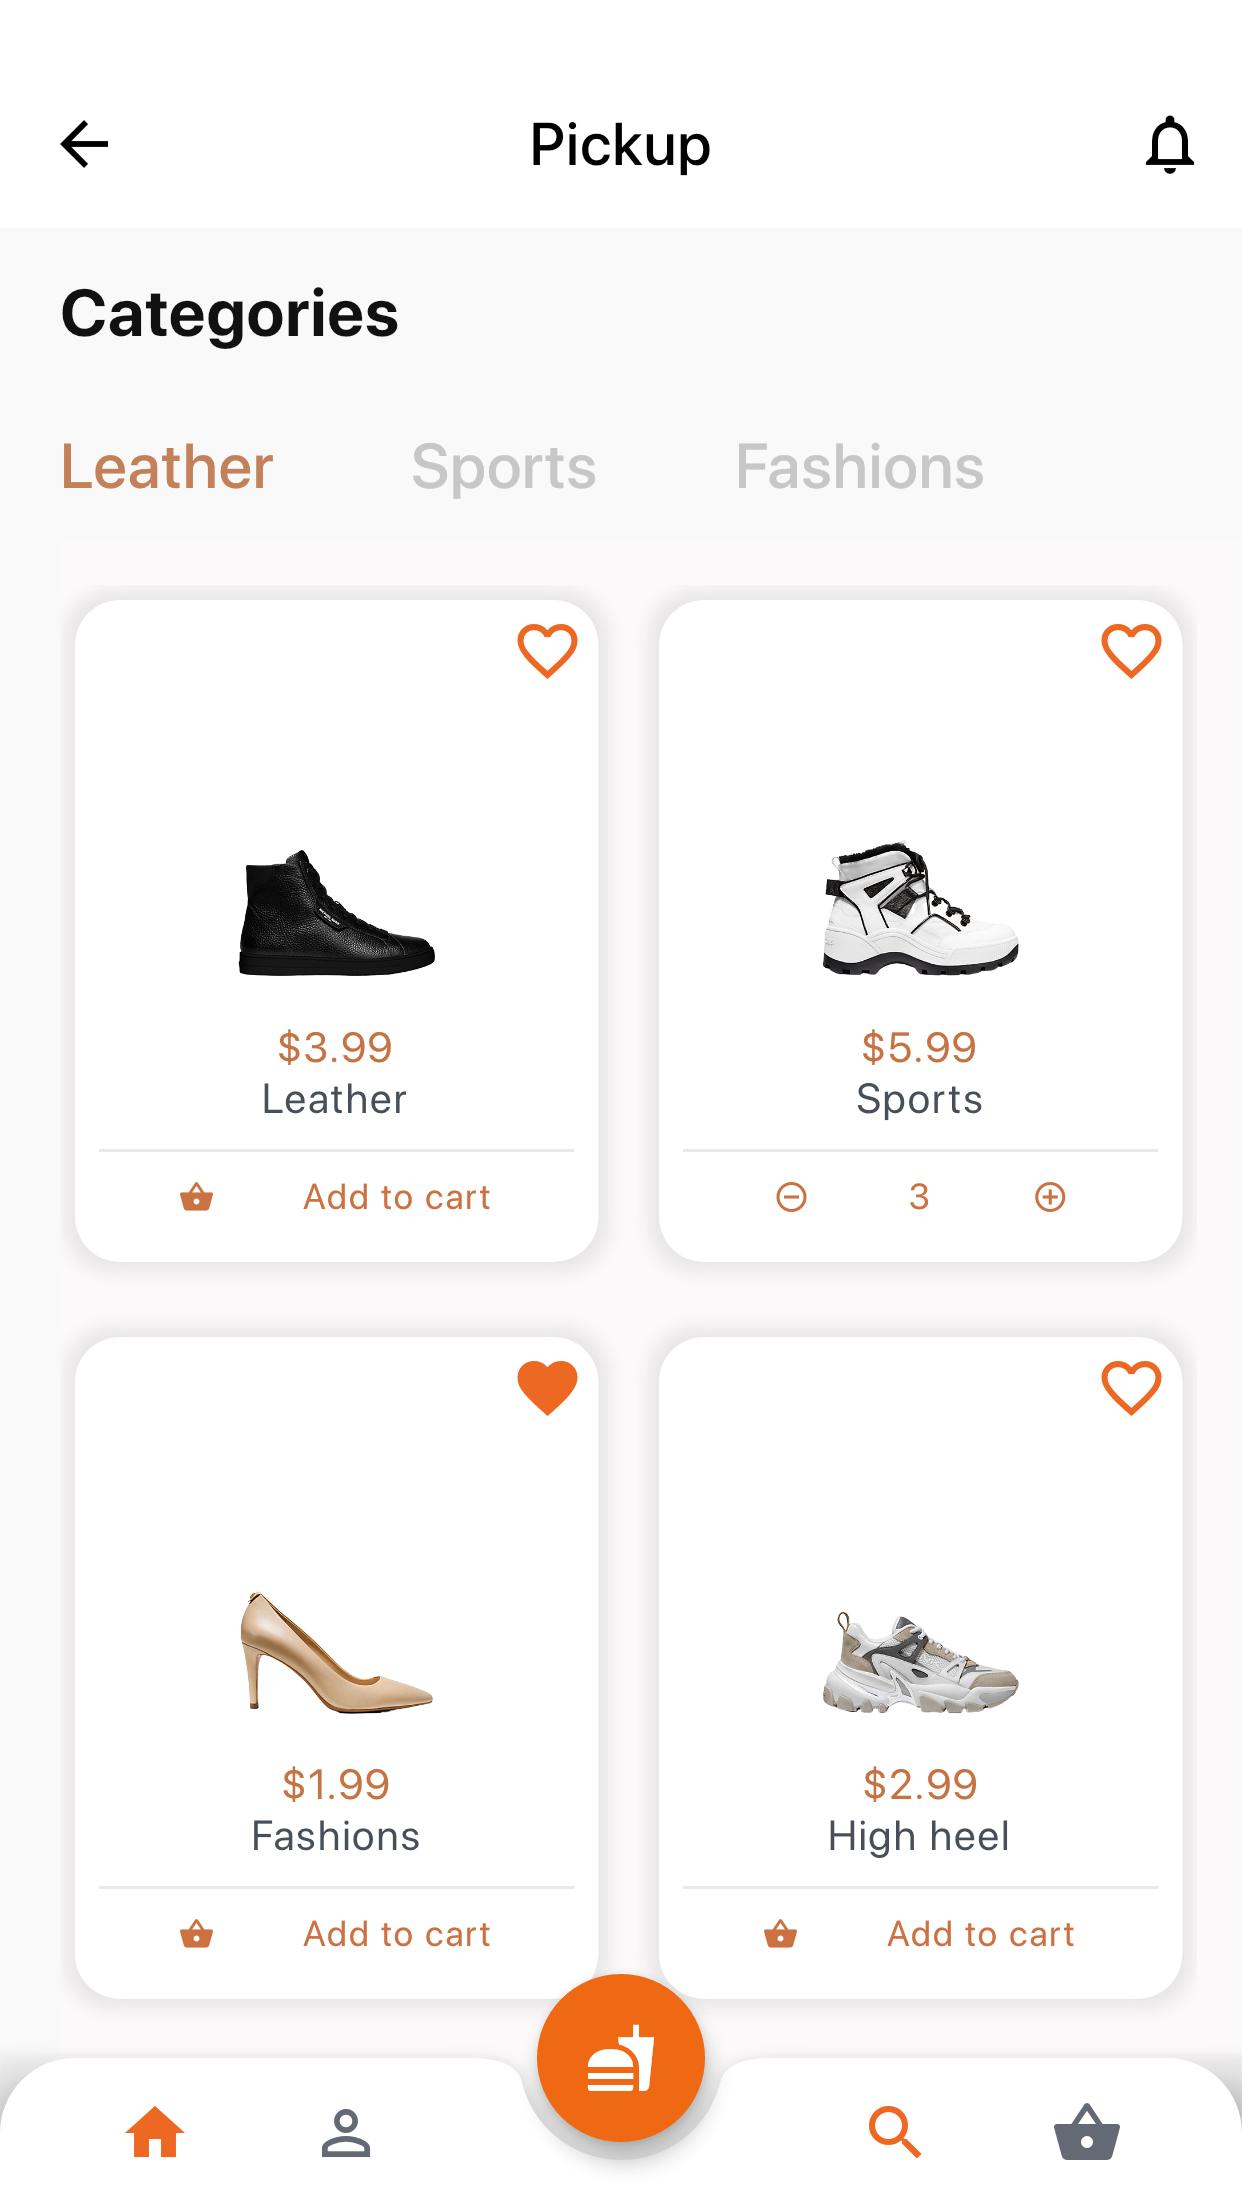 Pickup
Categories
Leather Sports Fashions
$3.99
Leather
Add to cart
$5.99
Sports
3
$1.99
Fashions
Add to cart
$2.99
High heel
Add to cart